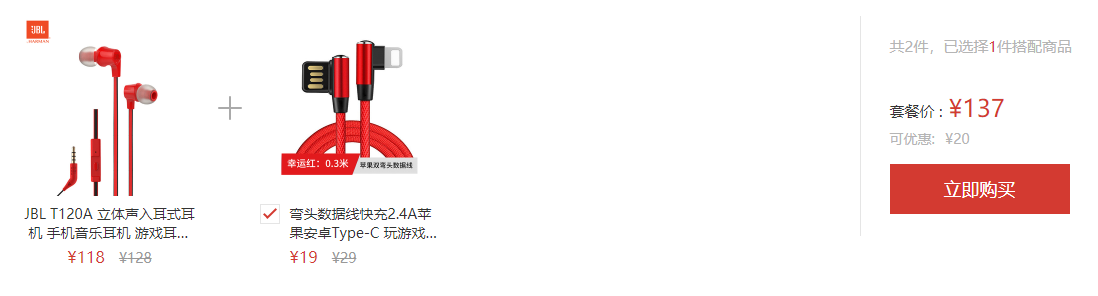 JBL
HARMAN
幸运红：0.3米
苹果双弯头数据线
JBL T120A 立体声入耳式耳
机 手机音乐耳机 游戏耳...
¥118 ¥128
弯头数据线快充2.4A苹
果安卓Type-C 玩游戏...
¥19 ¥29
共2件，已选择1件搭配商品
套餐价：¥137
可优惠：¥20
立即购买